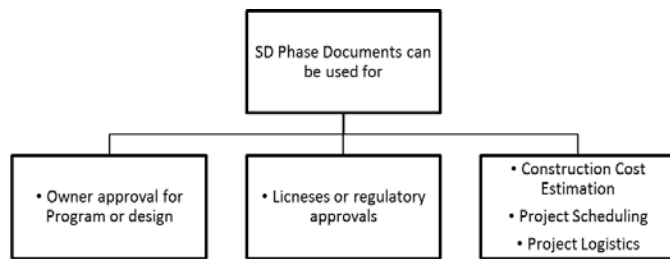 SD Phase Documents can
be used for
• Owner approval for
Program or design
• Licneses or regulatory
approvals
• Construction Cost
Estimation
• Project Scheduling
• Project Logistics